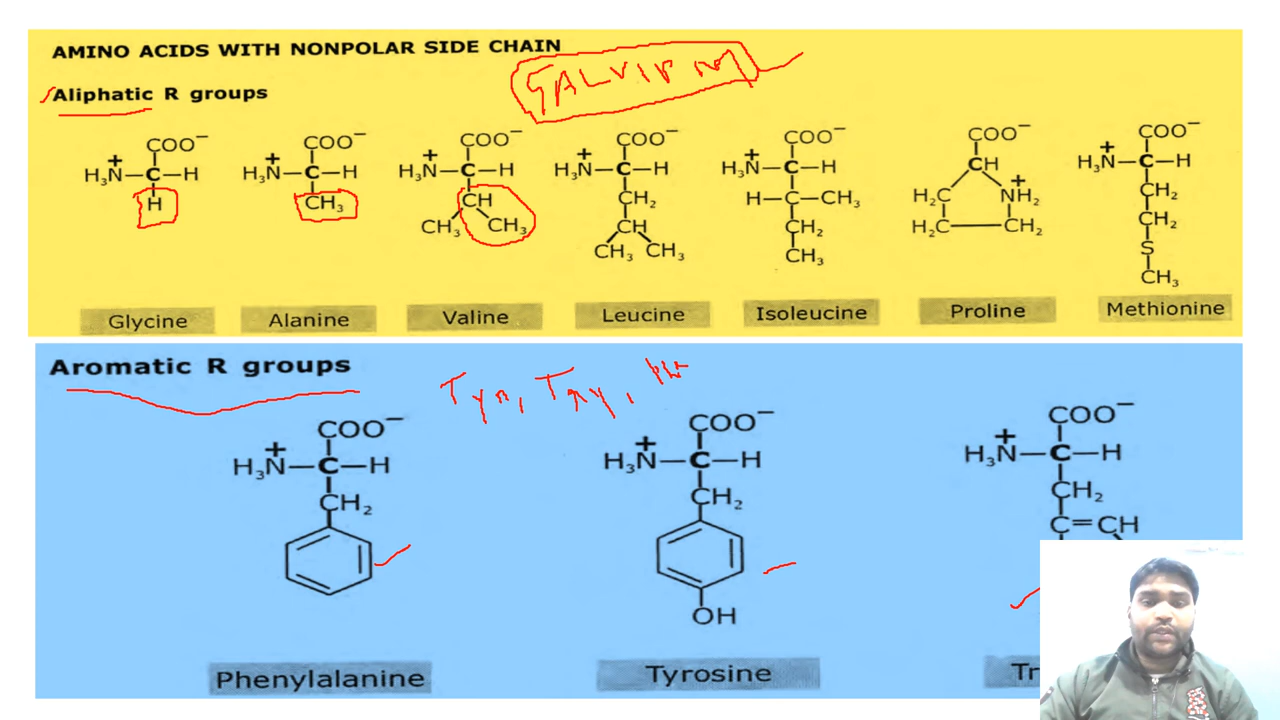 AMINO ACIDS WITH NONPOLAR SIDE CHAIN
GALVIPM
Aliphatic R groups
COO⁻ COO⁻ COO⁻ COO⁻ COO⁻ COO⁻ COO⁻
H₃N⁺—C—H H₃N⁺—C—H H₃N⁺—C—H H₃N⁺—C—H H₃N⁺—C—H CH H₃N⁺—C—H
H CH₃ CH CH₂ H—C—CH₃ H₂C NH₂⁺ CH₂
CH₃ CH₃ CH CH₂ H₂C CH₂ CH₂
CH₃ CH₃ CH₃ S
CH₃
Glycine Alanine Valine Leucine Isoleucine Proline Methionine
Aromatic R groups
Tyr, Try, Phe
COO⁻ COO⁻ COO⁻
H₃N⁺—C—H H₃N⁺—C—H H₃N⁺—C—H
CH₂ CH₂ CH₂
C=CH
OH
Phenylalanine Tyrosine Tr